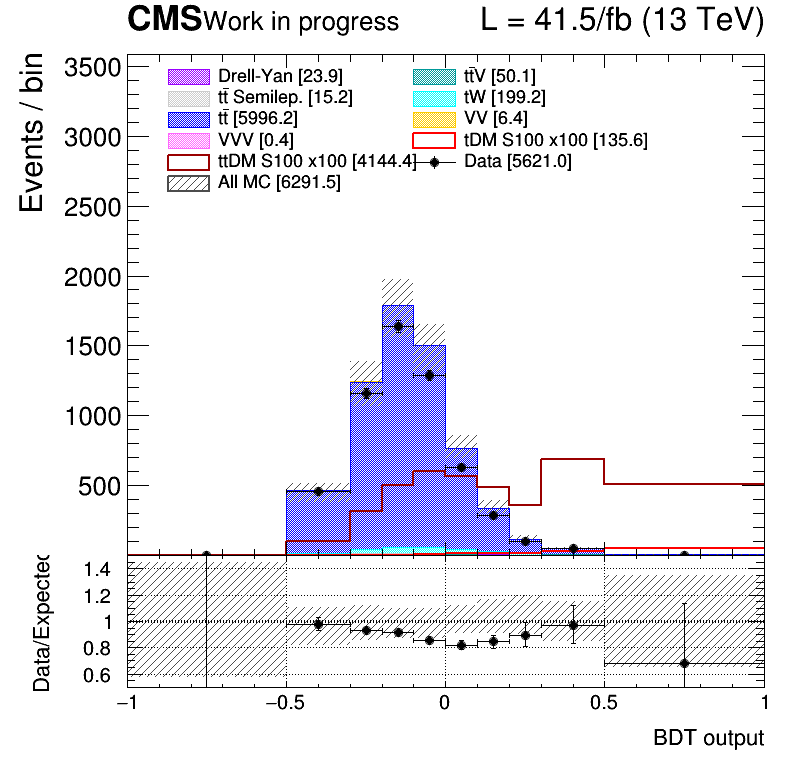 CMS Work in progress L = 41.5/fb (13 TeV)
Events / bin
3500
3000
2500
2000
1500
1000
500
Drell-Yan [23.9] tt̄V [50.1]
tt̄ Semilep. [15.2] tW [199.2]
tt̄ [5996.2] VV [6.4]
VVV [0.4] tDM S100 x100 [135.6]
ttDM S100 x100 [4144.4] Data [5621.0]
All MC [6291.5]
Data/Expected
1.4
1.2
1
0.8
0.6
−1 −0.5 0 0.5 1
BDT output